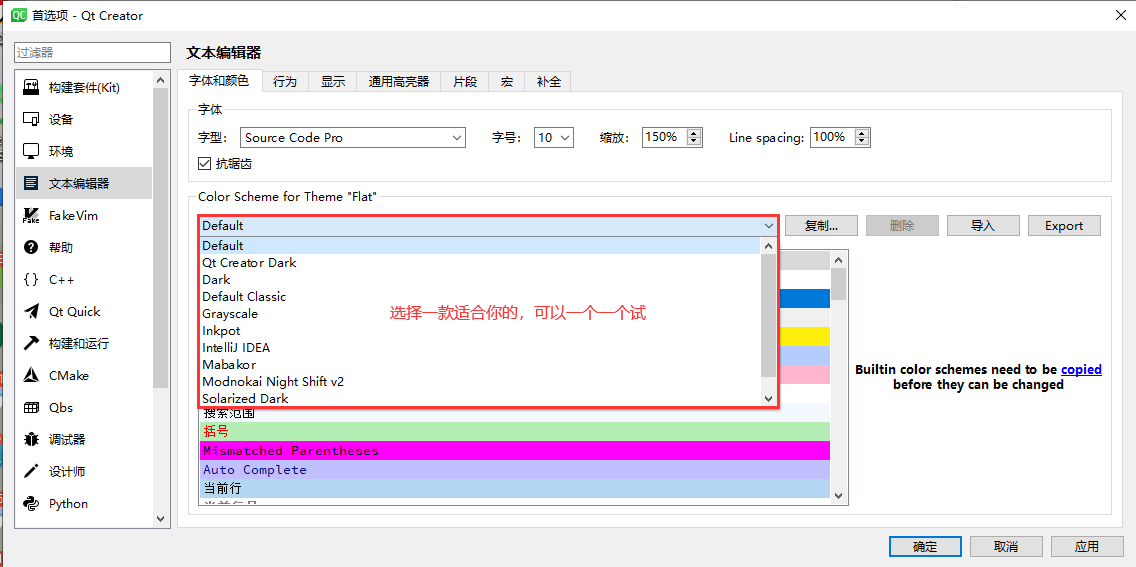 QC 首选项 - Qt Creator
过滤器
构建套件(Kit)
设备
环境
文本编辑器
FakeVim
帮助
C++
Qt Quick
构建和运行
CMake
Qbs
调试器
设计师
Python
文本编辑器
字体和颜色 行为 显示 通用高亮器 片段 宏 补全
字体
字型: Source Code Pro 字号: 10 缩放: 150% Line spacing: 100%
抗锯齿
Color Scheme for Theme "Flat"
Default 复制... 删除 导入 Export
Default
Qt Creator Dark
Dark
Default Classic
Grayscale
Inkpot
IntelliJ IDEA
Mabakor
Modnokai Night Shift v2
Solarized Dark
选择一款适合你的，可以一个一个试
搜索范围
括号
Mismatched Parentheses
Auto Complete
当前行
当前行号
Builtin color schemes need to be copied
before they can be changed
确定 取消 应用